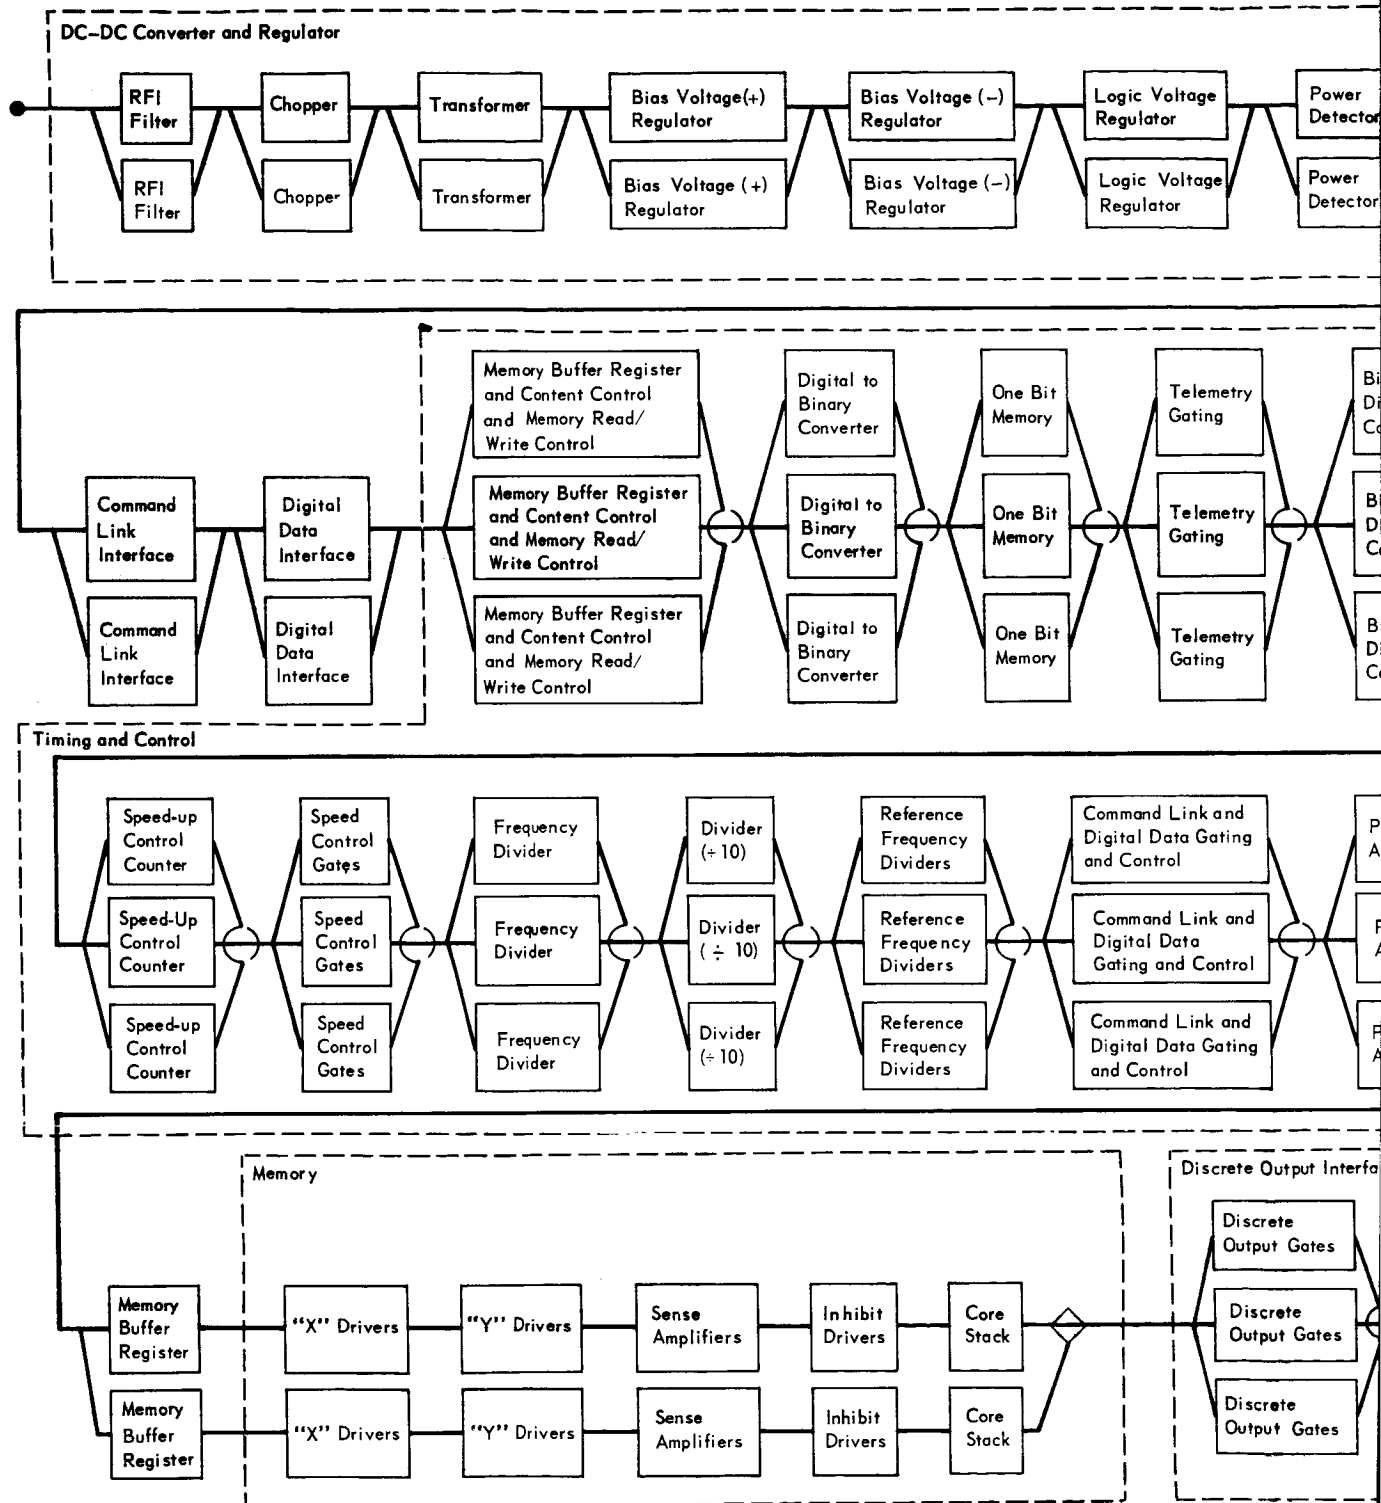 DC-DC Converter and Regulator
RFI
Filter
Chopper
Transformer
Bias Voltage(+)
Regulator
Bias Voltage (-)
Regulator
Logic Voltage
Regulator
Power
RFI
Filter
Chopper
Transformer
Bias Voltage (+)
Regulator
Bias Voltage (-)
Regulator
Logic Voltage
Regulator
Power
Memory Buffer Register
and Content Control
and Memory Read/
Write Control
Digital to
Binary
Converter
One Bit
Memory
Telemetry
Gating
Command
Link
Interface
Digital
Data
Interface
Memory Buffer Register
and Content Control
and Memory Read/
Write Control
Digital to
Binary
Converter
One Bit
Memory
Telemetry
Gating
Command
Link
Interface
Digital
Data
Interface
Memory Buffer Register
and Content Control
and Memory Read/
Write Control
Digital to
Binary
Converter
One Bit
Memory
Telemetry
Gating
Timing and Control
Speed-up
Control
Counter
Speed
Control
Gates
Frequency
Divider
Divider
(÷10)
Reference
Frequency
Dividers
Command Link and
Digital Data Gating
and Control
Speed-Up
Control
Counter
Speed
Control
Gates
Frequency
Divider
Divider
( ÷ 10)
Reference
Frequency
Dividers
Command Link and
Digital Data
Gating and Control
Speed-up
Control
Counter
Speed
Control
Gates
Frequency
Divider
Divider
(÷10)
Reference
Frequency
Dividers
Command Link and
Digital Data Gating
and Control
Memory
Discrete Output
Discrete
Output Gates
Memory
Buffer
Register
"X" Drivers
"Y" Drivers
Sense
Amplifiers
Inhibit
Drivers
Core
Stack
Discrete
Output Gates
Memory
Buffer
Register
"X" Drivers
"Y" Drivers
Sense
Amplifiers
Inhibit
Drivers
Core
Stack
Discrete
Output Gates